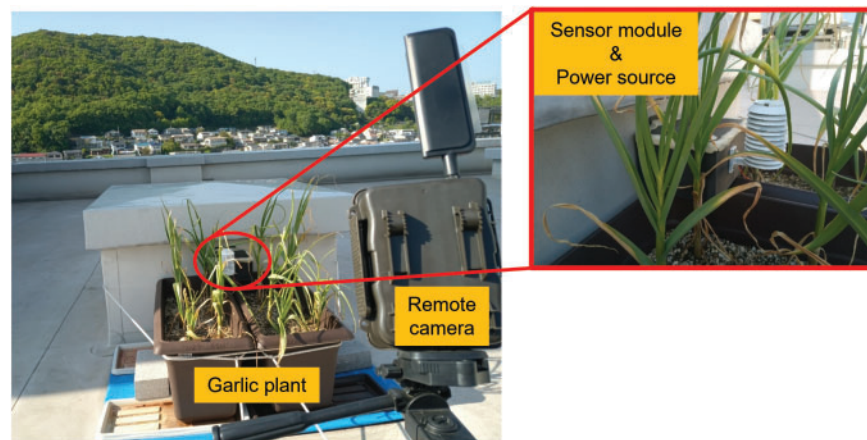 Sensor module
&
Power source
Remote
camera
Garlic plant